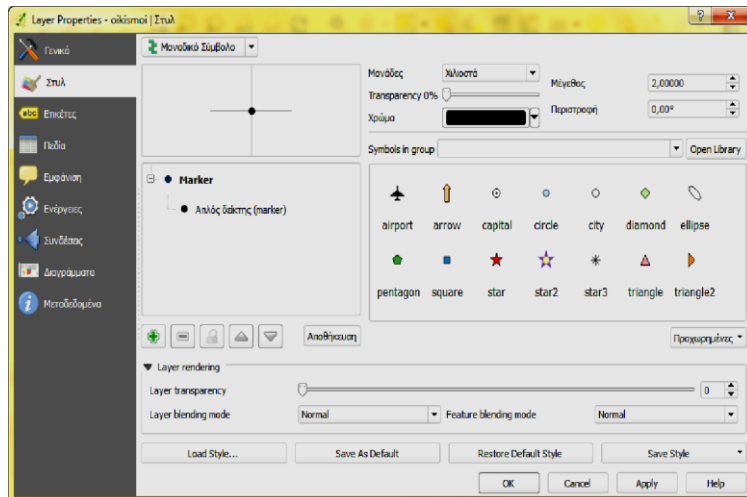 Layer Properties - oikismoi | Στυλ
Γενικά
Στυλ
abc Ετικέτες
Πεδία
Εμφάνιση
Ενέργειες
Συνδέσεις
Διαγράμματα
Μεταδεδομένα
Μοναδικό Σύμβολο
Μονάδες Χιλιοστά Μέγεθος 2,00000
Transparency 0% Περιστροφή 0,00°
Χρώμα
Symbols in group Open Library
Marker
Απλός δείκτης (marker)
airport arrow capital circle city diamond ellipse
pentagon square star star2 star3 triangle triangle2
Αποθήκευση Προχωρημένες
Layer rendering
Layer transparency 0
Layer blending mode Normal Feature blending mode Normal
Load Style... Save As Default Restore Default Style Save Style
OK Cancel Apply Help